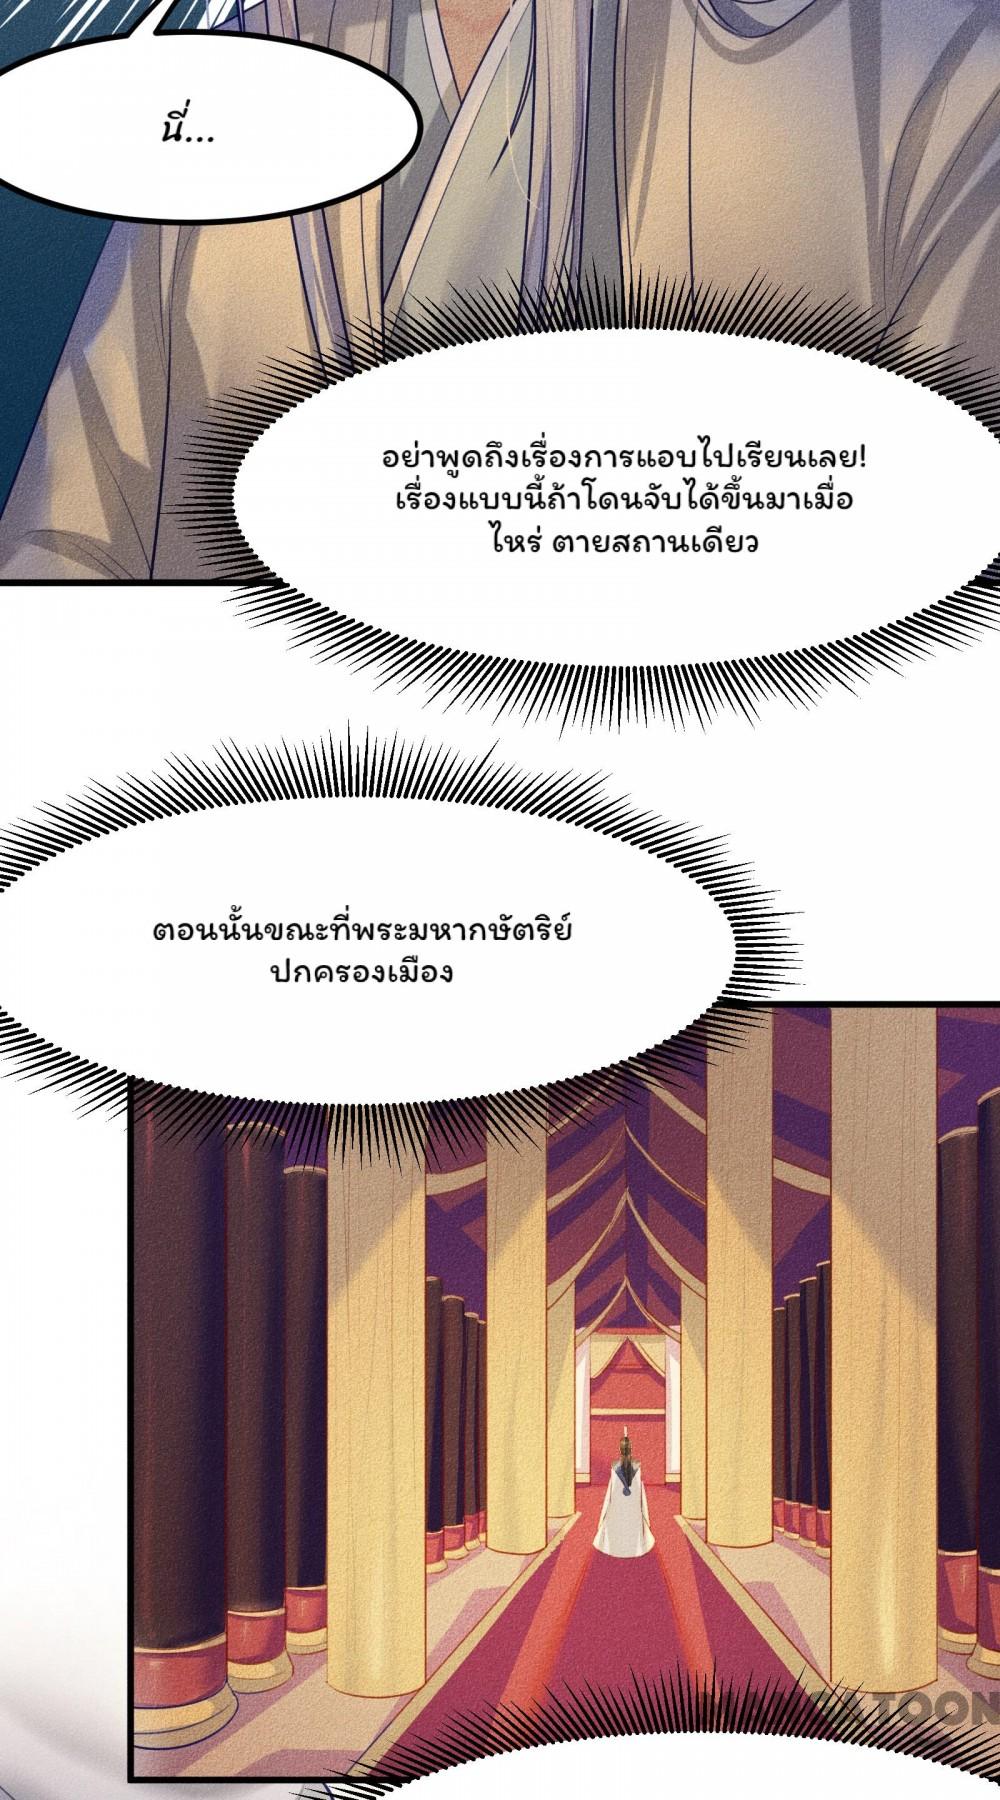 นี่...
อย่าพูดถึงเรื่องการแอบไปเรียนเลย!
เรื่องแบบนี้ถ้าโดนจับได้ขึ้นมาเมื่อ
ไหร่ ตายสถานเดียว
ตอนนั้นขณะที่พระมหากษัตริย์
ปกครองเมือง
MANGATOON